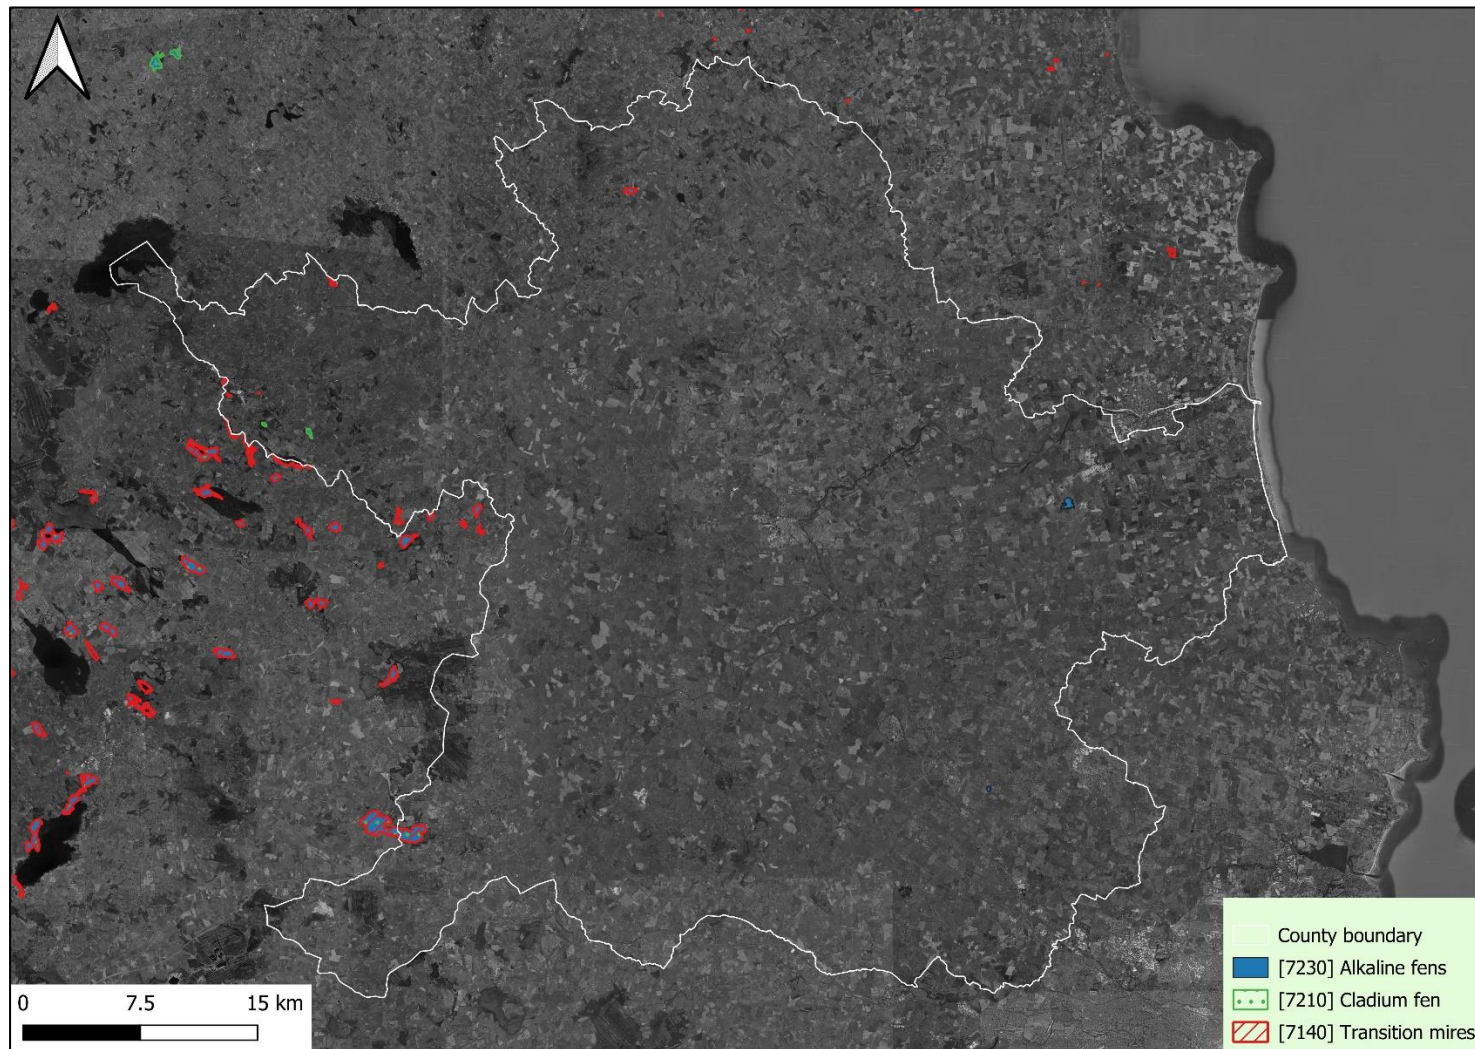 0 7.5 15 km
County boundary
[7230] Alkaline fens
[7210] Cladium fen
[7140] Transition mires